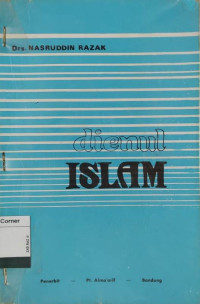 Drs. NASRUDDIN RAZAK
dienul
ISLAM
Corner
Penerbit — Pt. Alma'arif — Bandung